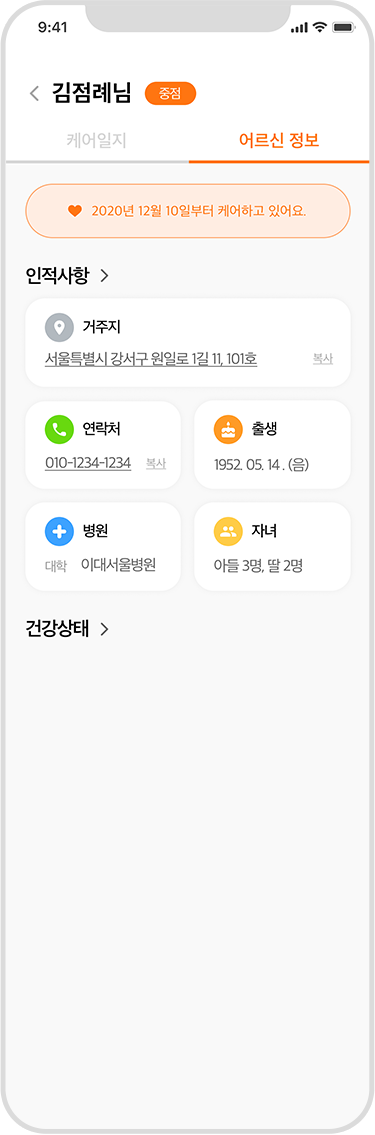 9:41
김점례님 중점
케어일지 어르신 정보
2020년 12월 10일부터 케어하고 있어요.
인적사항
거주지
서울특별시 강서구 원일로 1길 11, 101호 복사
연락처
010-1234-1234 복사
출생
1952. 05. 14 . (음)
병원
대학 이대서울병원
자녀
아들 3명, 딸 2명
건강상태